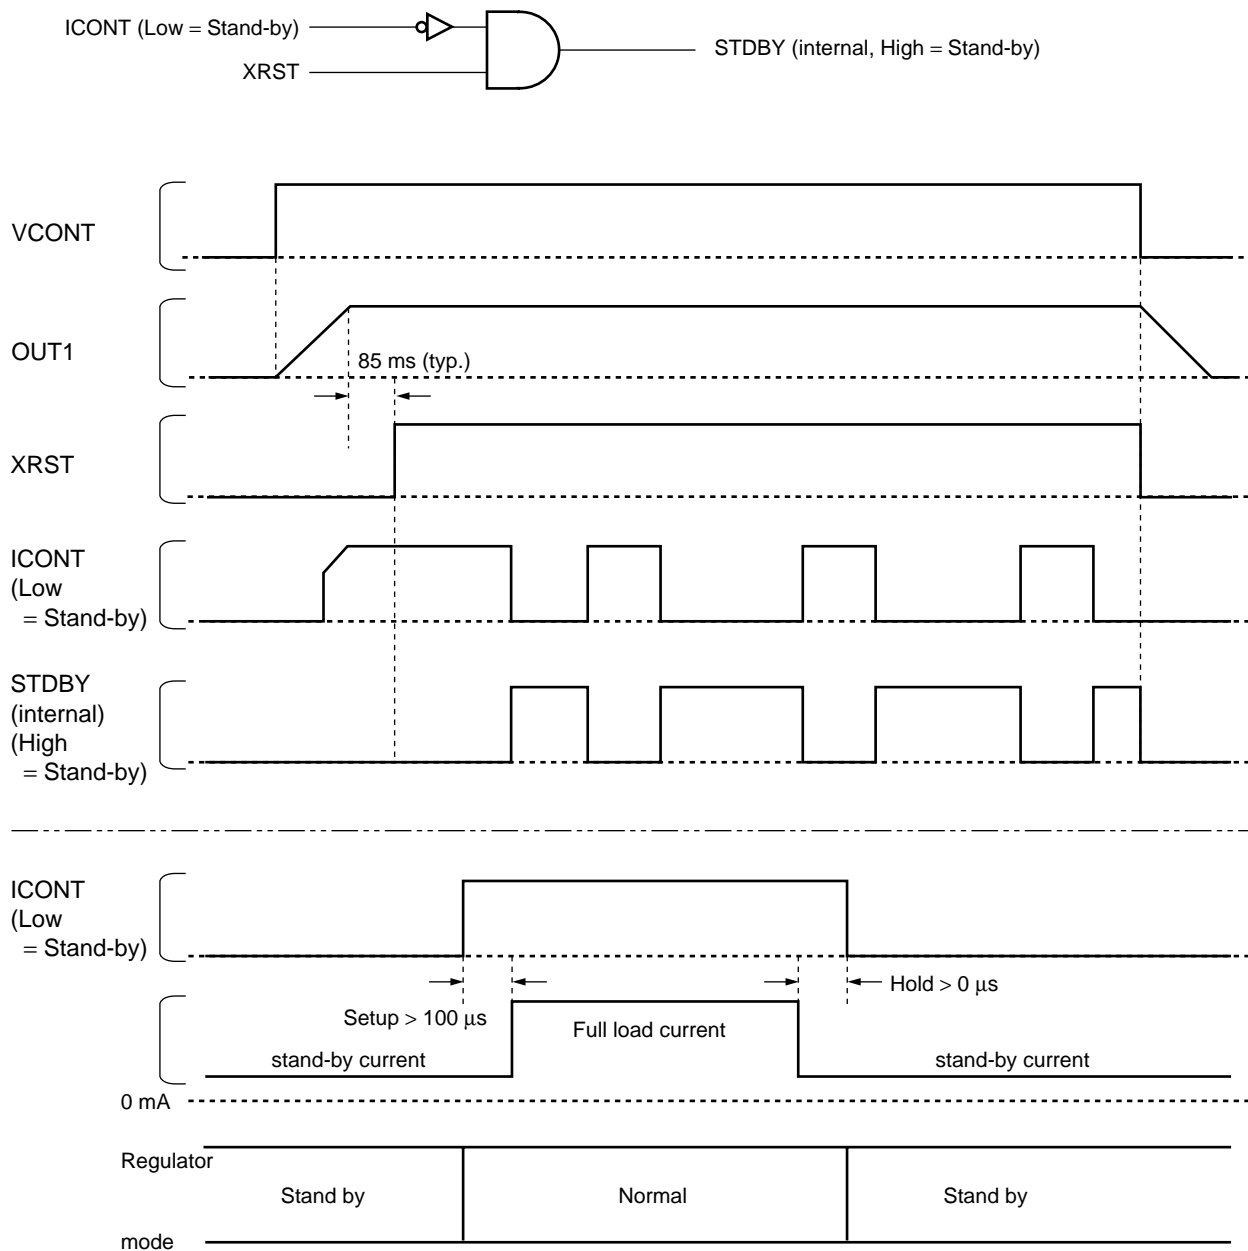 ICONT (Low = Stand-by)
STDBY (internal, High = Stand-by)
XRST
VCONT
OUT1
85 ms (typ.)
XRST
ICONT
(Low
= Stand-by)
STDBY
(internal)
(High
= Stand-by)
ICONT
(Low
= Stand-by)
Hold > 0 μs
Setup > 100 μs
Full load current
stand-by current
stand-by current
0 mA
Regulator
Stand by
Normal
Stand by
mode